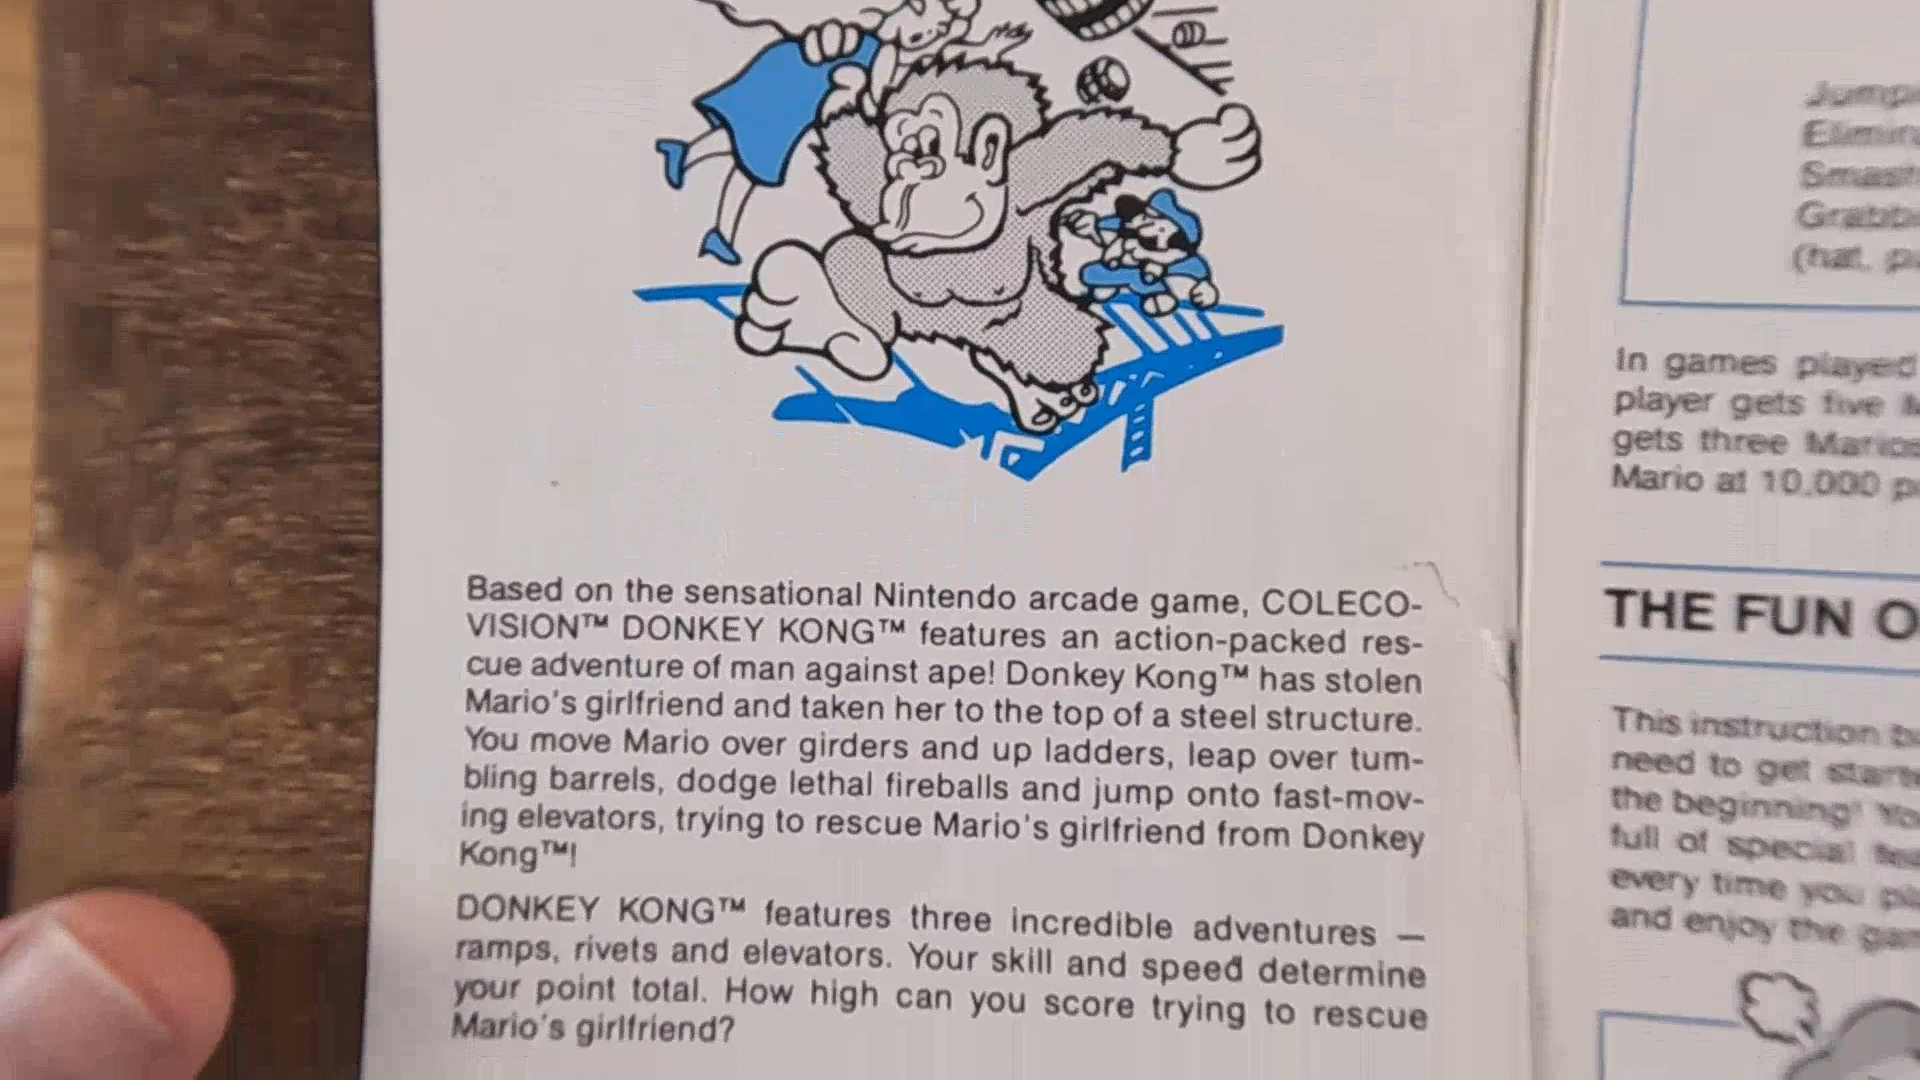 Based on the sensational Nintendo arcade game, COLECO-
VISION™ DONKEY KONG™ features an action-packed res-
cue adventure of man against ape! Donkey Kong™ has stolen
Mario's girlfriend and taken her to the top of a steel structure.
You move Mario over girders and up ladders, leap over tum-
bling barrels, dodge lethal fireballs and jump onto fast-mov-
ing elevators, trying to rescue Mario's girlfriend from Donkey
Kong™!
DONKEY KONG™ features three incredible adventures —
ramps, rivets and elevators. Your skill and speed determine
your point total. How high can you score trying to rescue
Mario's girlfriend?
In games played
player gets five
gets three Marios
Mario at 10,000
THE FUN
This instruction
need to get
the beginning!
full of special
every time you
and enjoy the